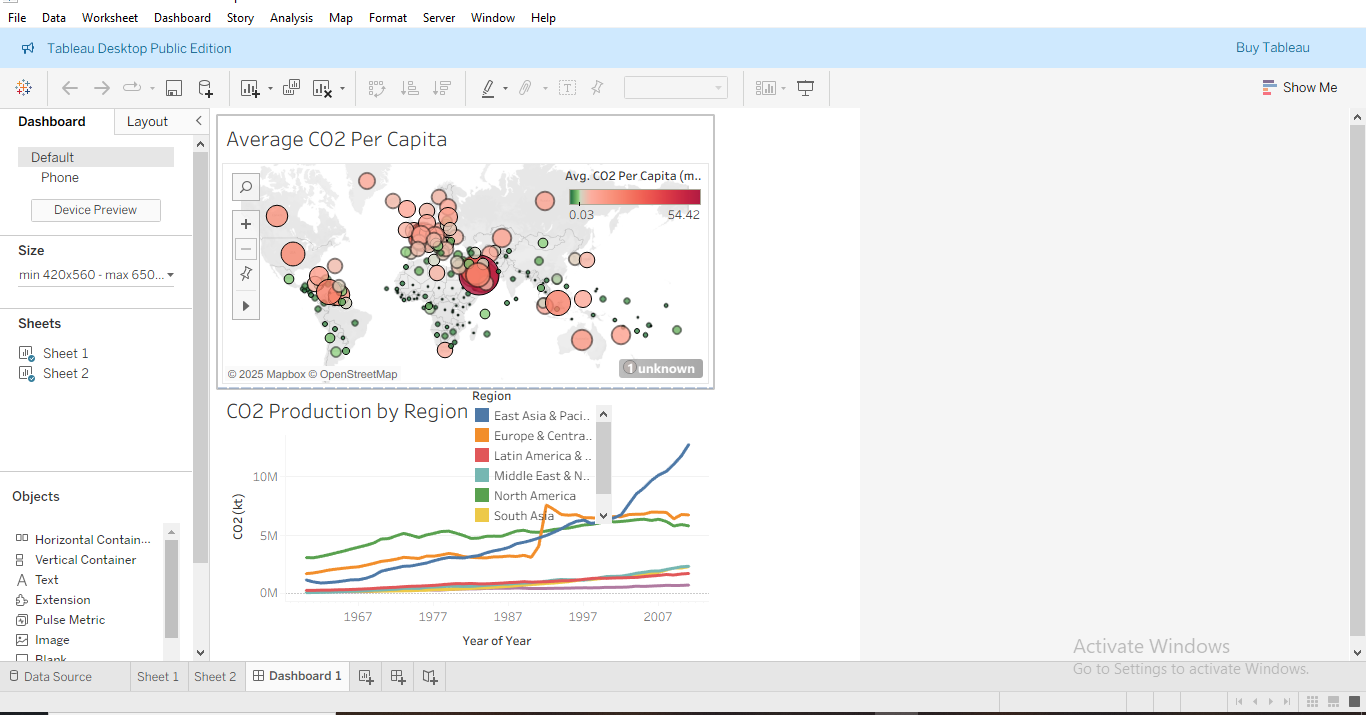 File Data Worksheet Dashboard Story Analysis Map Format Server Window Help
Tableau Desktop Public Edition
Buy Tableau
Show Me
Dashboard Layout
Default
Phone
Device Preview
Size
min 420x560 - max 650...
Sheets
Sheet 1
Sheet 2
Objects
Horizontal Contain...
Vertical Container
Text
Extension
Pulse Metric
Image
Blank
Average CO2 Per Capita
Avg. CO2 Per Capita (m..
0.03 54.42
1 unknown
© 2025 Mapbox © OpenStreetMap
CO2 Production by Region
Region
East Asia & Paci..
Europe & Centra..
Latin America & ..
Middle East & N..
North America
South Asia
CO2 (kt)
10M
5M
0M
1967 1977 1987 1997 2007
Year of Year
Activate Windows
Go to Settings to activate Windows.
Data Source Sheet 1 Sheet 2 Dashboard 1